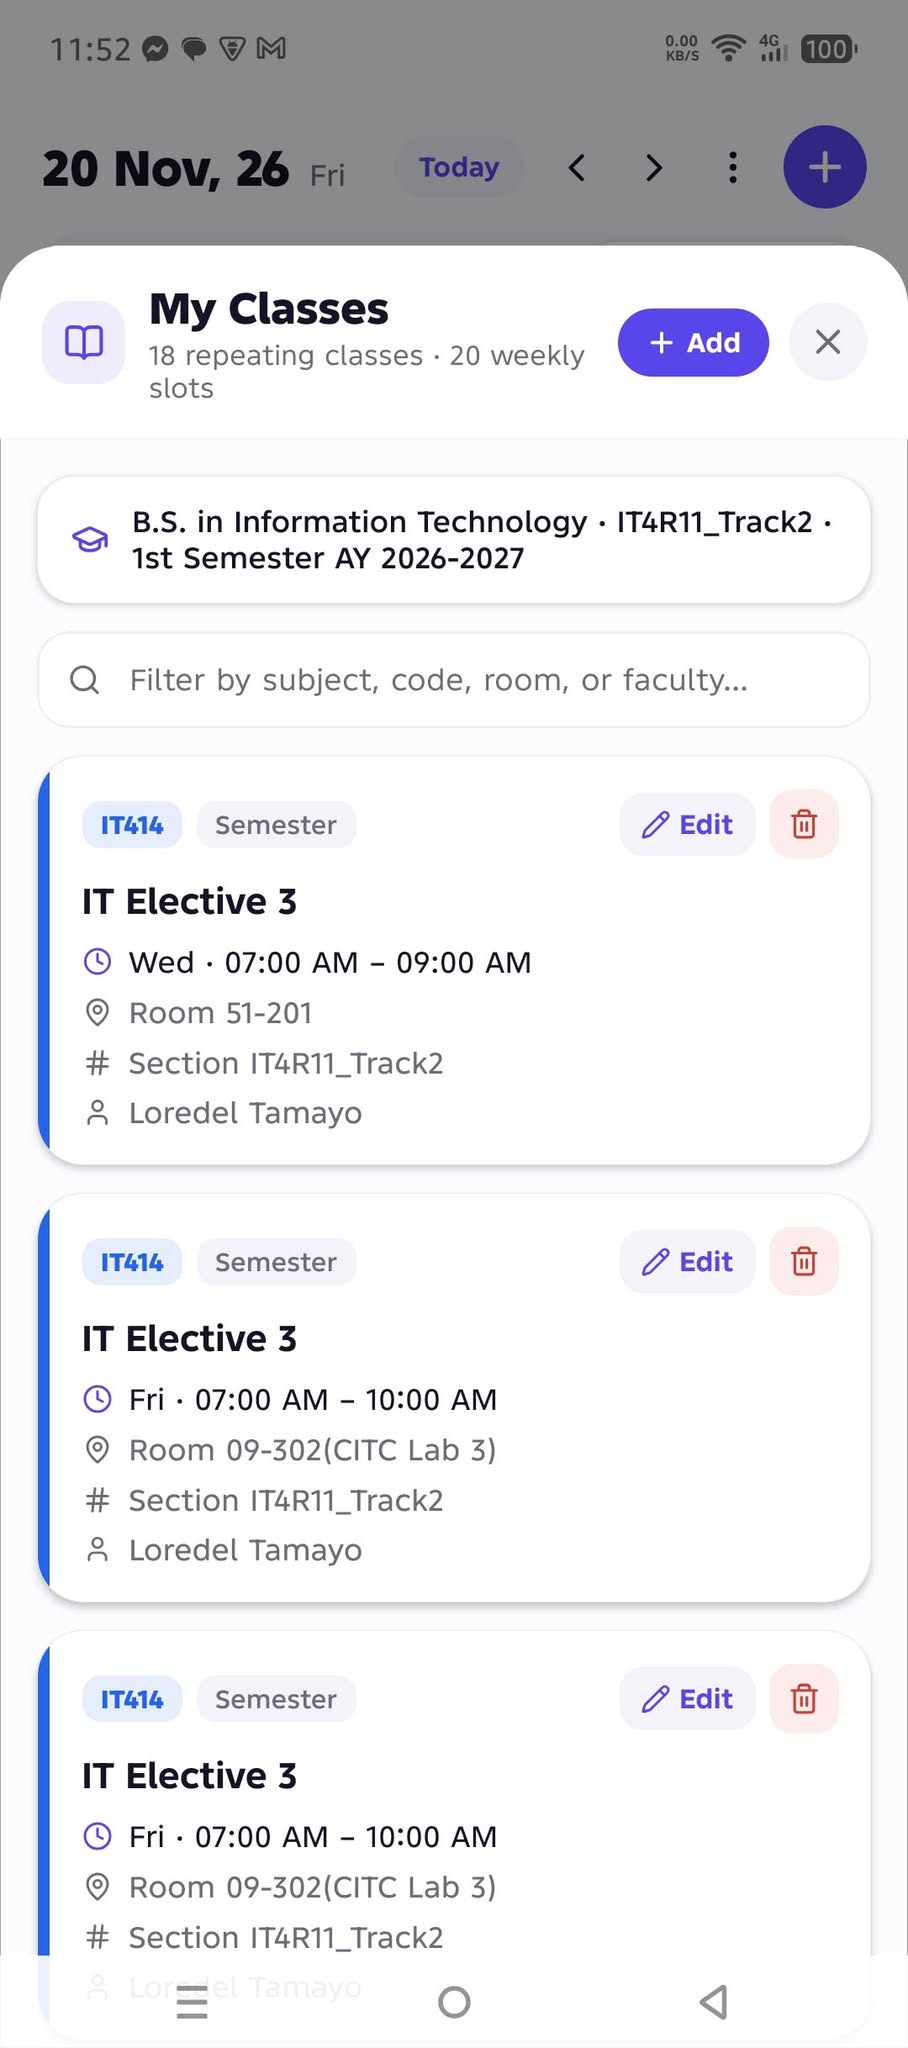 11:52
0.00
KB/S
4G
100
20 Nov, 26 Fri
Today
My Classes
18 repeating classes · 20 weekly
slots
+ Add
B.S. in Information Technology · IT4R11_Track2 ·
1st Semester AY 2026-2027
Filter by subject, code, room, or faculty...
IT414 Semester Edit
IT Elective 3
Wed · 07:00 AM – 09:00 AM
Room 51-201
# Section IT4R11_Track2
Loredel Tamayo
IT414 Semester Edit
IT Elective 3
Fri · 07:00 AM – 10:00 AM
Room 09-302(CITC Lab 3)
# Section IT4R11_Track2
Loredel Tamayo
IT414 Semester Edit
IT Elective 3
Fri · 07:00 AM – 10:00 AM
Room 09-302(CITC Lab 3)
# Section IT4R11_Track2
Loredel Tamayo